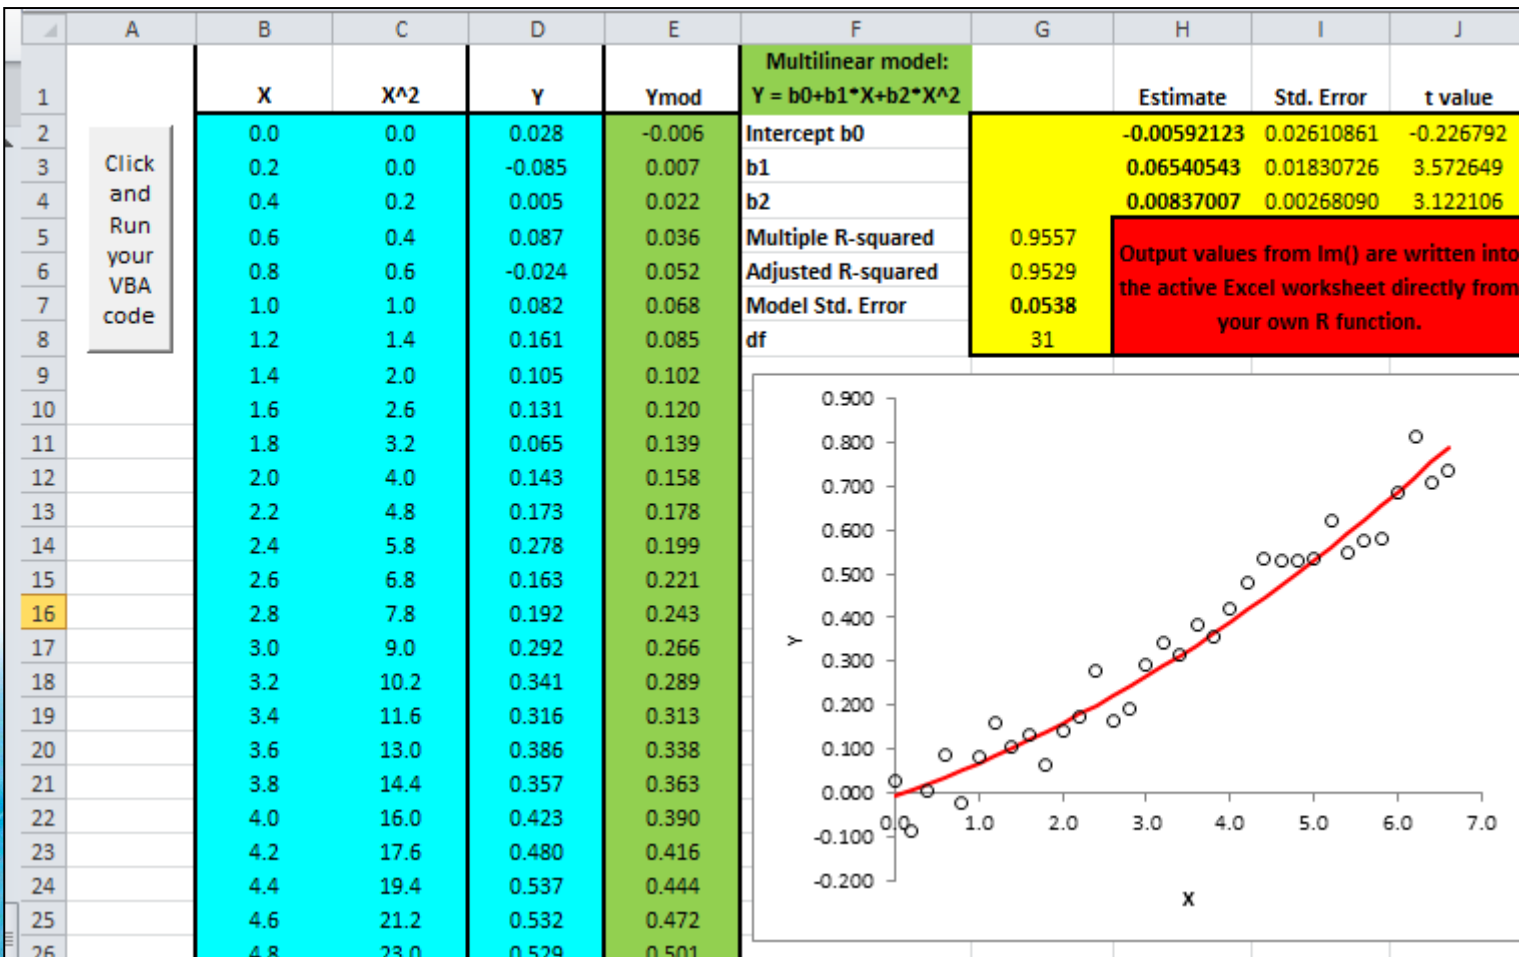 A B C D E F G H I J
Multilinear model:
1 X X^2 Y Ymod Y = b0+b1*X+b2*X^2 Estimate Std. Error t value
2 0.0 0.0 0.028 -0.006 Intercept b0 -0.00592123 0.02610861 -0.226792
3 0.2 0.0 -0.085 0.007 b1 0.06540543 0.01830726 3.572649
4 0.4 0.2 0.005 0.022 b2 0.00837007 0.00268090 3.122106
5 0.6 0.4 0.087 0.036 Multiple R-squared 0.9557
6 0.8 0.6 -0.024 0.052 Adjusted R-squared 0.9529
7 1.0 1.0 0.082 0.068 Model Std. Error 0.0538
8 1.2 1.4 0.161 0.085 df 31
Click
and
Run
your
VBA
code
Output values from lm() are written into
the active Excel worksheet directly from
your own R function.
9 1.4 2.0 0.105 0.102
10 1.6 2.6 0.131 0.120
11 1.8 3.2 0.065 0.139
12 2.0 4.0 0.143 0.158
13 2.2 4.8 0.173 0.178
14 2.4 5.8 0.278 0.199
15 2.6 6.8 0.163 0.221
16 2.8 7.8 0.192 0.243
17 3.0 9.0 0.292 0.266
18 3.2 10.2 0.341 0.289
19 3.4 11.6 0.316 0.313
20 3.6 13.0 0.386 0.338
21 3.8 14.4 0.357 0.363
22 4.0 16.0 0.423 0.390
23 4.2 17.6 0.480 0.416
24 4.4 19.4 0.537 0.444
25 4.6 21.2 0.532 0.472
26 4.8 23.0 0.529 0.501
0.900
0.800
0.700
0.600
0.500
0.400
0.300
0.200
0.100
0.000
-0.100
-0.200
Y
0.0 1.0 2.0 3.0 4.0 5.0 6.0 7.0
X